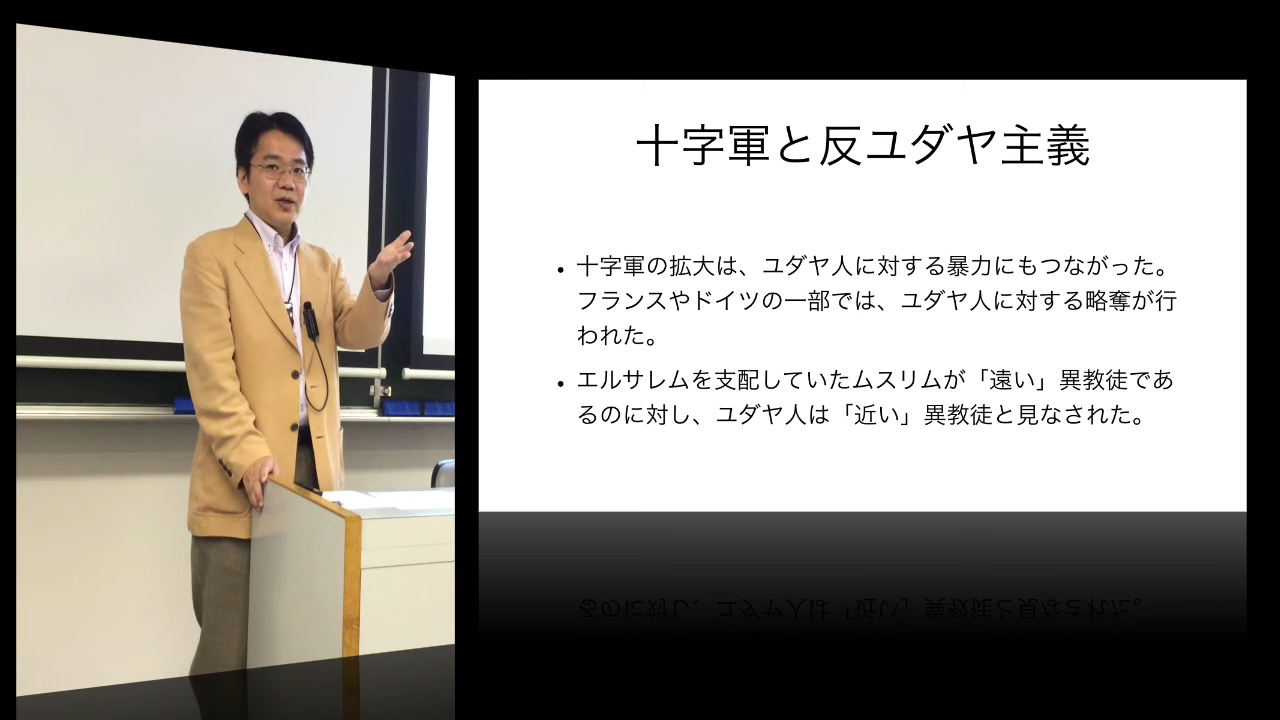 十字軍と反ユダヤ主義
• 十字軍の拡大は、ユダヤ人に対する暴力にもつながった。
フランスやドイツの一部では、ユダヤ人に対する略奪が行
われた。
• エルサレムを支配していたムスリムが「遠い」異教徒であ
るのに対し、ユダヤ人は「近い」異教徒と見なされた。